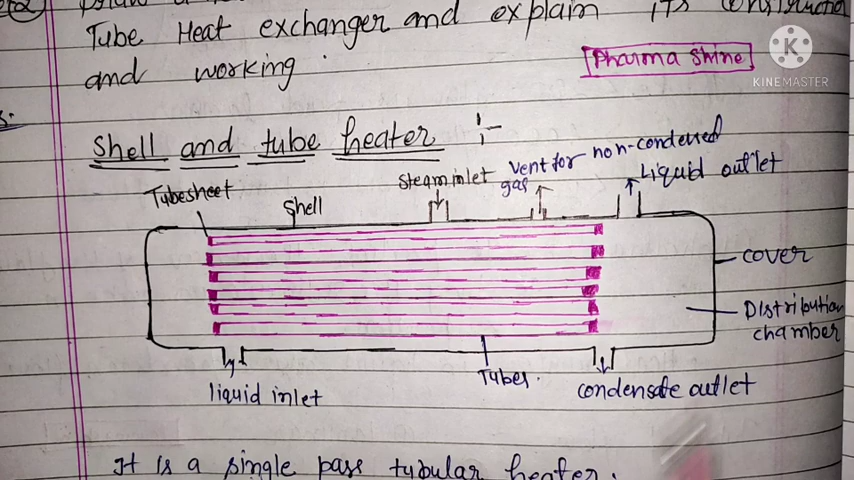 Tube Heat exchanger and explain its
and working.
Pharma Shine
K
KINEMASTER
Shell and tube heater :-
Tubesheet
Shell
Steam inlet
Vent for non-condened
gas
Liquid outlet
cover
Distribution
chamber
liquid inlet
Tubes.
condensate outlet
It is a single pass tubular heater.